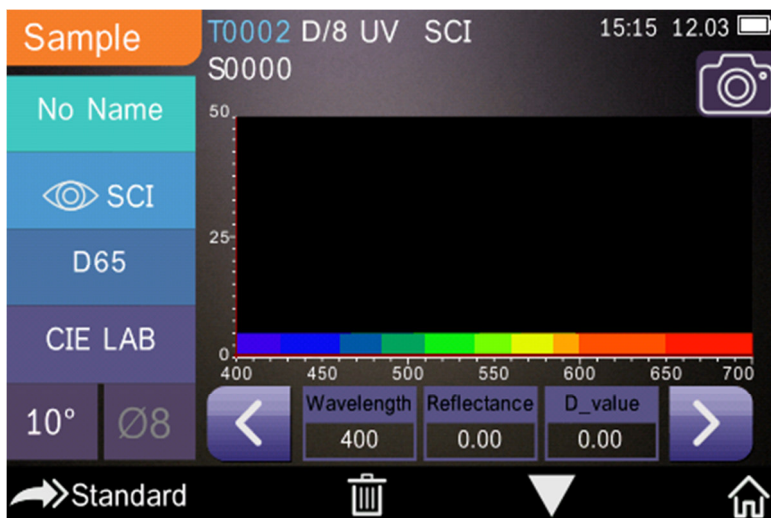 Sample
T0002 D/8 UV SCI
15:15 12.03
S0000
No Name
SCI
D65
CIE LAB
10°
Ø8
50
25
0
400 450 500 550 600 650 700
Wavelength Reflectance D_value
400 0.00 0.00
Standard